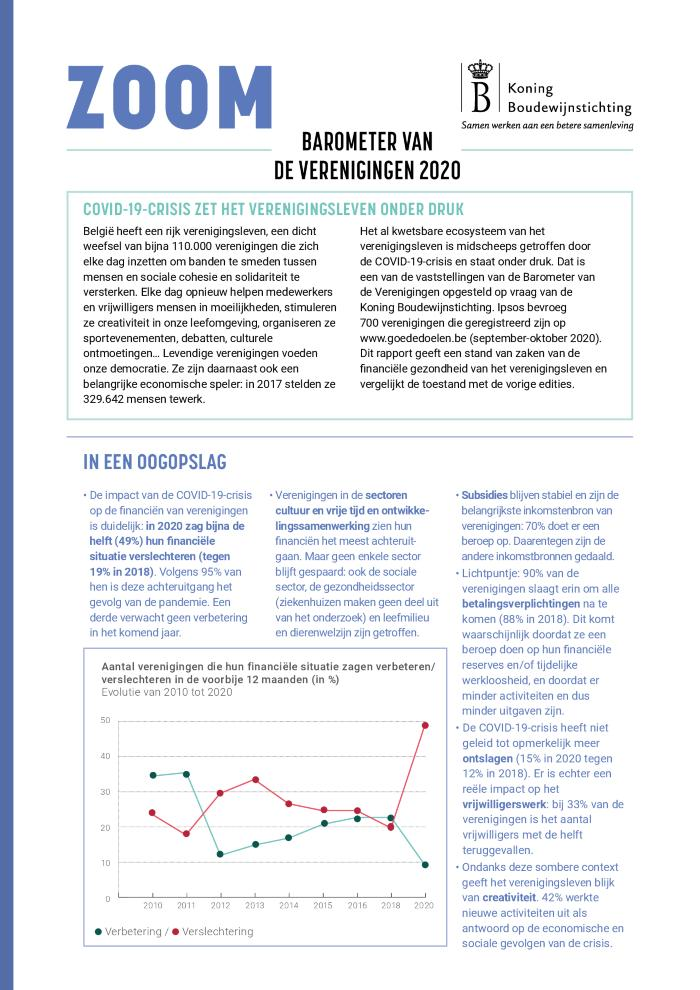 ZOOM
Koning
Boudewijnstichting
Samen werken aan een betere samenleving
BAROMETER VAN
DE VERENIGINGEN 2020
COVID-19-CRISIS ZET HET VERENIGINGSLEVEN ONDER DRUK
België heeft een rijk verenigingsleven, een dicht
weefsel van bijna 110.000 verenigingen die zich
elke dag inzetten om banden te smeden tussen
mensen en sociale cohesie en solidariteit te
versterken. Elke dag opnieuw helpen medewerkers
en vrijwilligers mensen in moeilijkheden, stimuleren
ze creativiteit in onze leefomgeving, organiseren ze
sportevenementen, debatten, culturele
ontmoetingen... Levendige verenigingen voeden
onze democratie. Ze zijn daarnaast ook een
belangrijke economische speler: in 2017 stelden ze
329.642 mensen tewerk.
Het al kwetsbare ecosysteem van het
verenigingsleven is midscheeps getroffen door
de COVID-19-crisis en staat onder druk. Dat is
een van de vaststellingen van de Barometer van
de Verenigingen opgesteld op vraag van de
Koning Boudewijnstichting. Ipsos bevroeg
700 verenigingen die geregistreerd zijn op
www.goededoelen.be (september-oktober 2020).
Dit rapport geeft een stand van zaken van de
financiële gezondheid van het verenigingsleven en
vergelijkt de toestand met de vorige edities.
IN EEN OOGOPSLAG
• De impact van de COVID-19-crisis
op de financiën van verenigingen
is duidelijk: in 2020 zag bijna de
helft (49%) hun financiële
situatie verslechteren (tegen
19% in 2018). Volgens 95% van
hen is deze achteruitgang het
gevolg van de pandemie. Een
derde verwacht geen verbetering
in het komend jaar.
• Verenigingen in de sectoren
cultuur en vrije tijd en ontwikke-
lingssamenwerking zien hun
financiën het meest achteruit-
gaan. Maar geen enkele sector
blijft gespaard: ook de sociale
sector, de gezondheidssector
(ziekenhuizen maken geen deel uit
van het onderzoek) en leefmilieu
en dierenwelzijn zijn getroffen.
• Subsidies blijven stabiel en zijn de
belangrijkste inkomstenbron van
verenigingen: 70% doet er een
beroep op. Daarentegen zijn de
andere inkomstbronnen gedaald.
• Lichtpuntje: 90% van de
verenigingen slaagt erin om alle
betalingsverplichtingen na te
komen (88% in 2018). Dit komt
waarschijnlijk doordat ze een
beroep doen op hun financiële
reserves en/of tijdelijke
werkloosheid, en doordat er
minder activiteiten en dus
minder uitgaven zijn.
• De COVID-19-crisis heeft niet
geleid tot opmerkelijk meer
ontslagen (15% in 2020 tegen
12% in 2018). Er is echter een
reële impact op het
vrijwilligerswerk: bij 33% van de
verenigingen is het aantal
vrijwilligers met de helft
teruggevallen.
• Ondanks deze sombere context
geeft het verenigingsleven blijk
van creativiteit. 42% werkte
nieuwe activiteiten uit als
antwoord op de economische en
sociale gevolgen van de crisis.
Aantal verenigingen die hun financiële situatie zagen verbeteren/
verslechteren in de voorbije 12 maanden (in %)
Evolutie van 2010 tot 2020
50
40
30
20
10
0
2010 2011 2012 2013 2014 2015 2016 2018 2020
Verbetering / Verslechtering